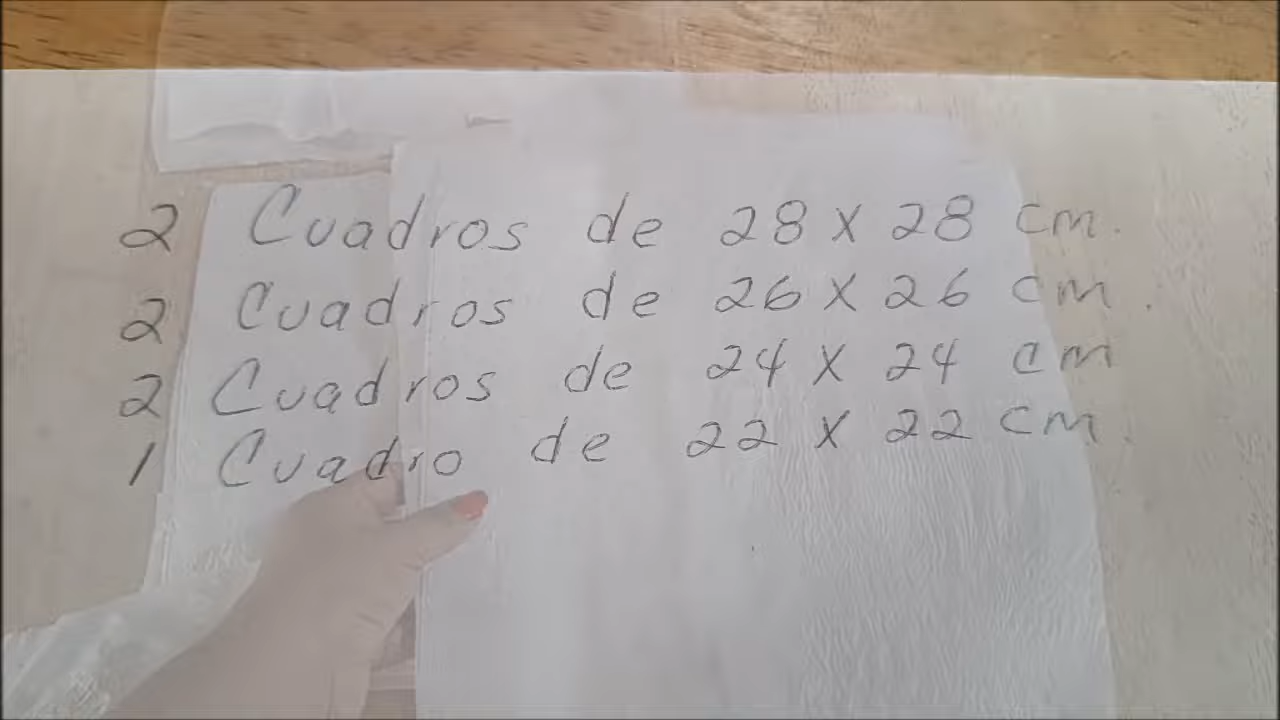 2 Cuadros de 28 x 28 cm.
2 Cuadros de 26 x 26 cm.
2 Cuadros de 24 x 24 cm
1 Cuadro de 22 x 22 cm.